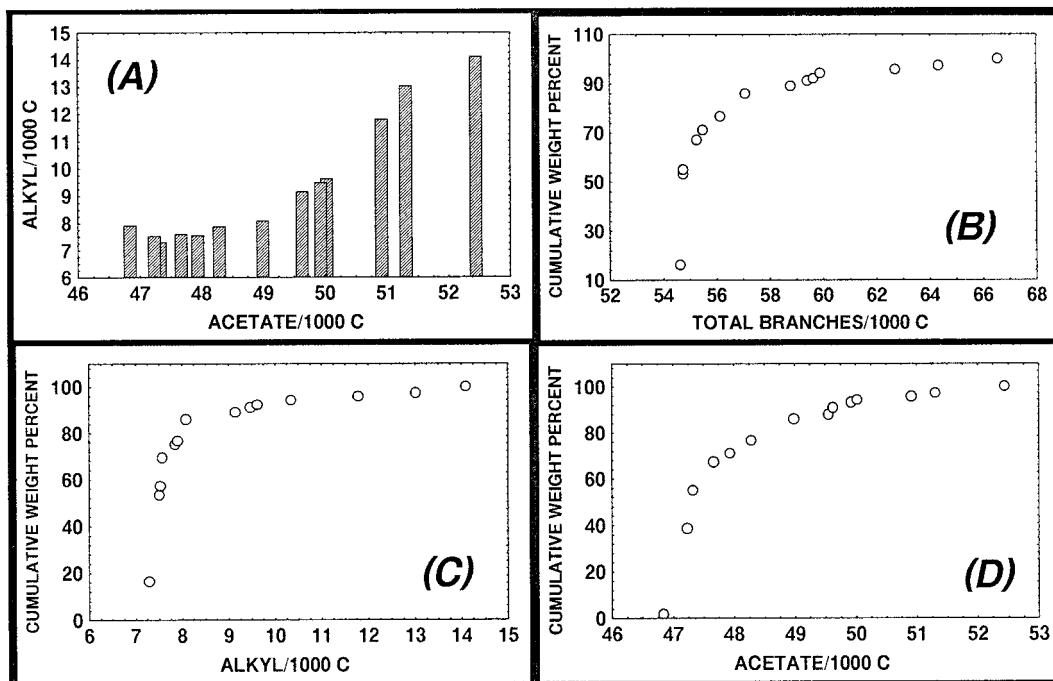 (A)
ALKYL/1000 C
15
14
13
12
11
10
9
8
7
6
46 47 48 49 50 51 52 53
ACETATE/1000 C
(B)
CUMULATIVE WEIGHT PERCENT
110
90
70
50
30
10
52 54 56 58 60 62 64 66 68
TOTAL BRANCHES/1000 C
(C)
CUMULATIVE WEIGHT PERCENT
100
80
60
40
20
0
6 7 8 9 10 11 12 13 14 15
ALKYL/1000 C
(D)
CUMULATIVE WEIGHT PERCENT
100
80
60
40
20
0
46 47 48 49 50 51 52 53
ACETATE/1000 C